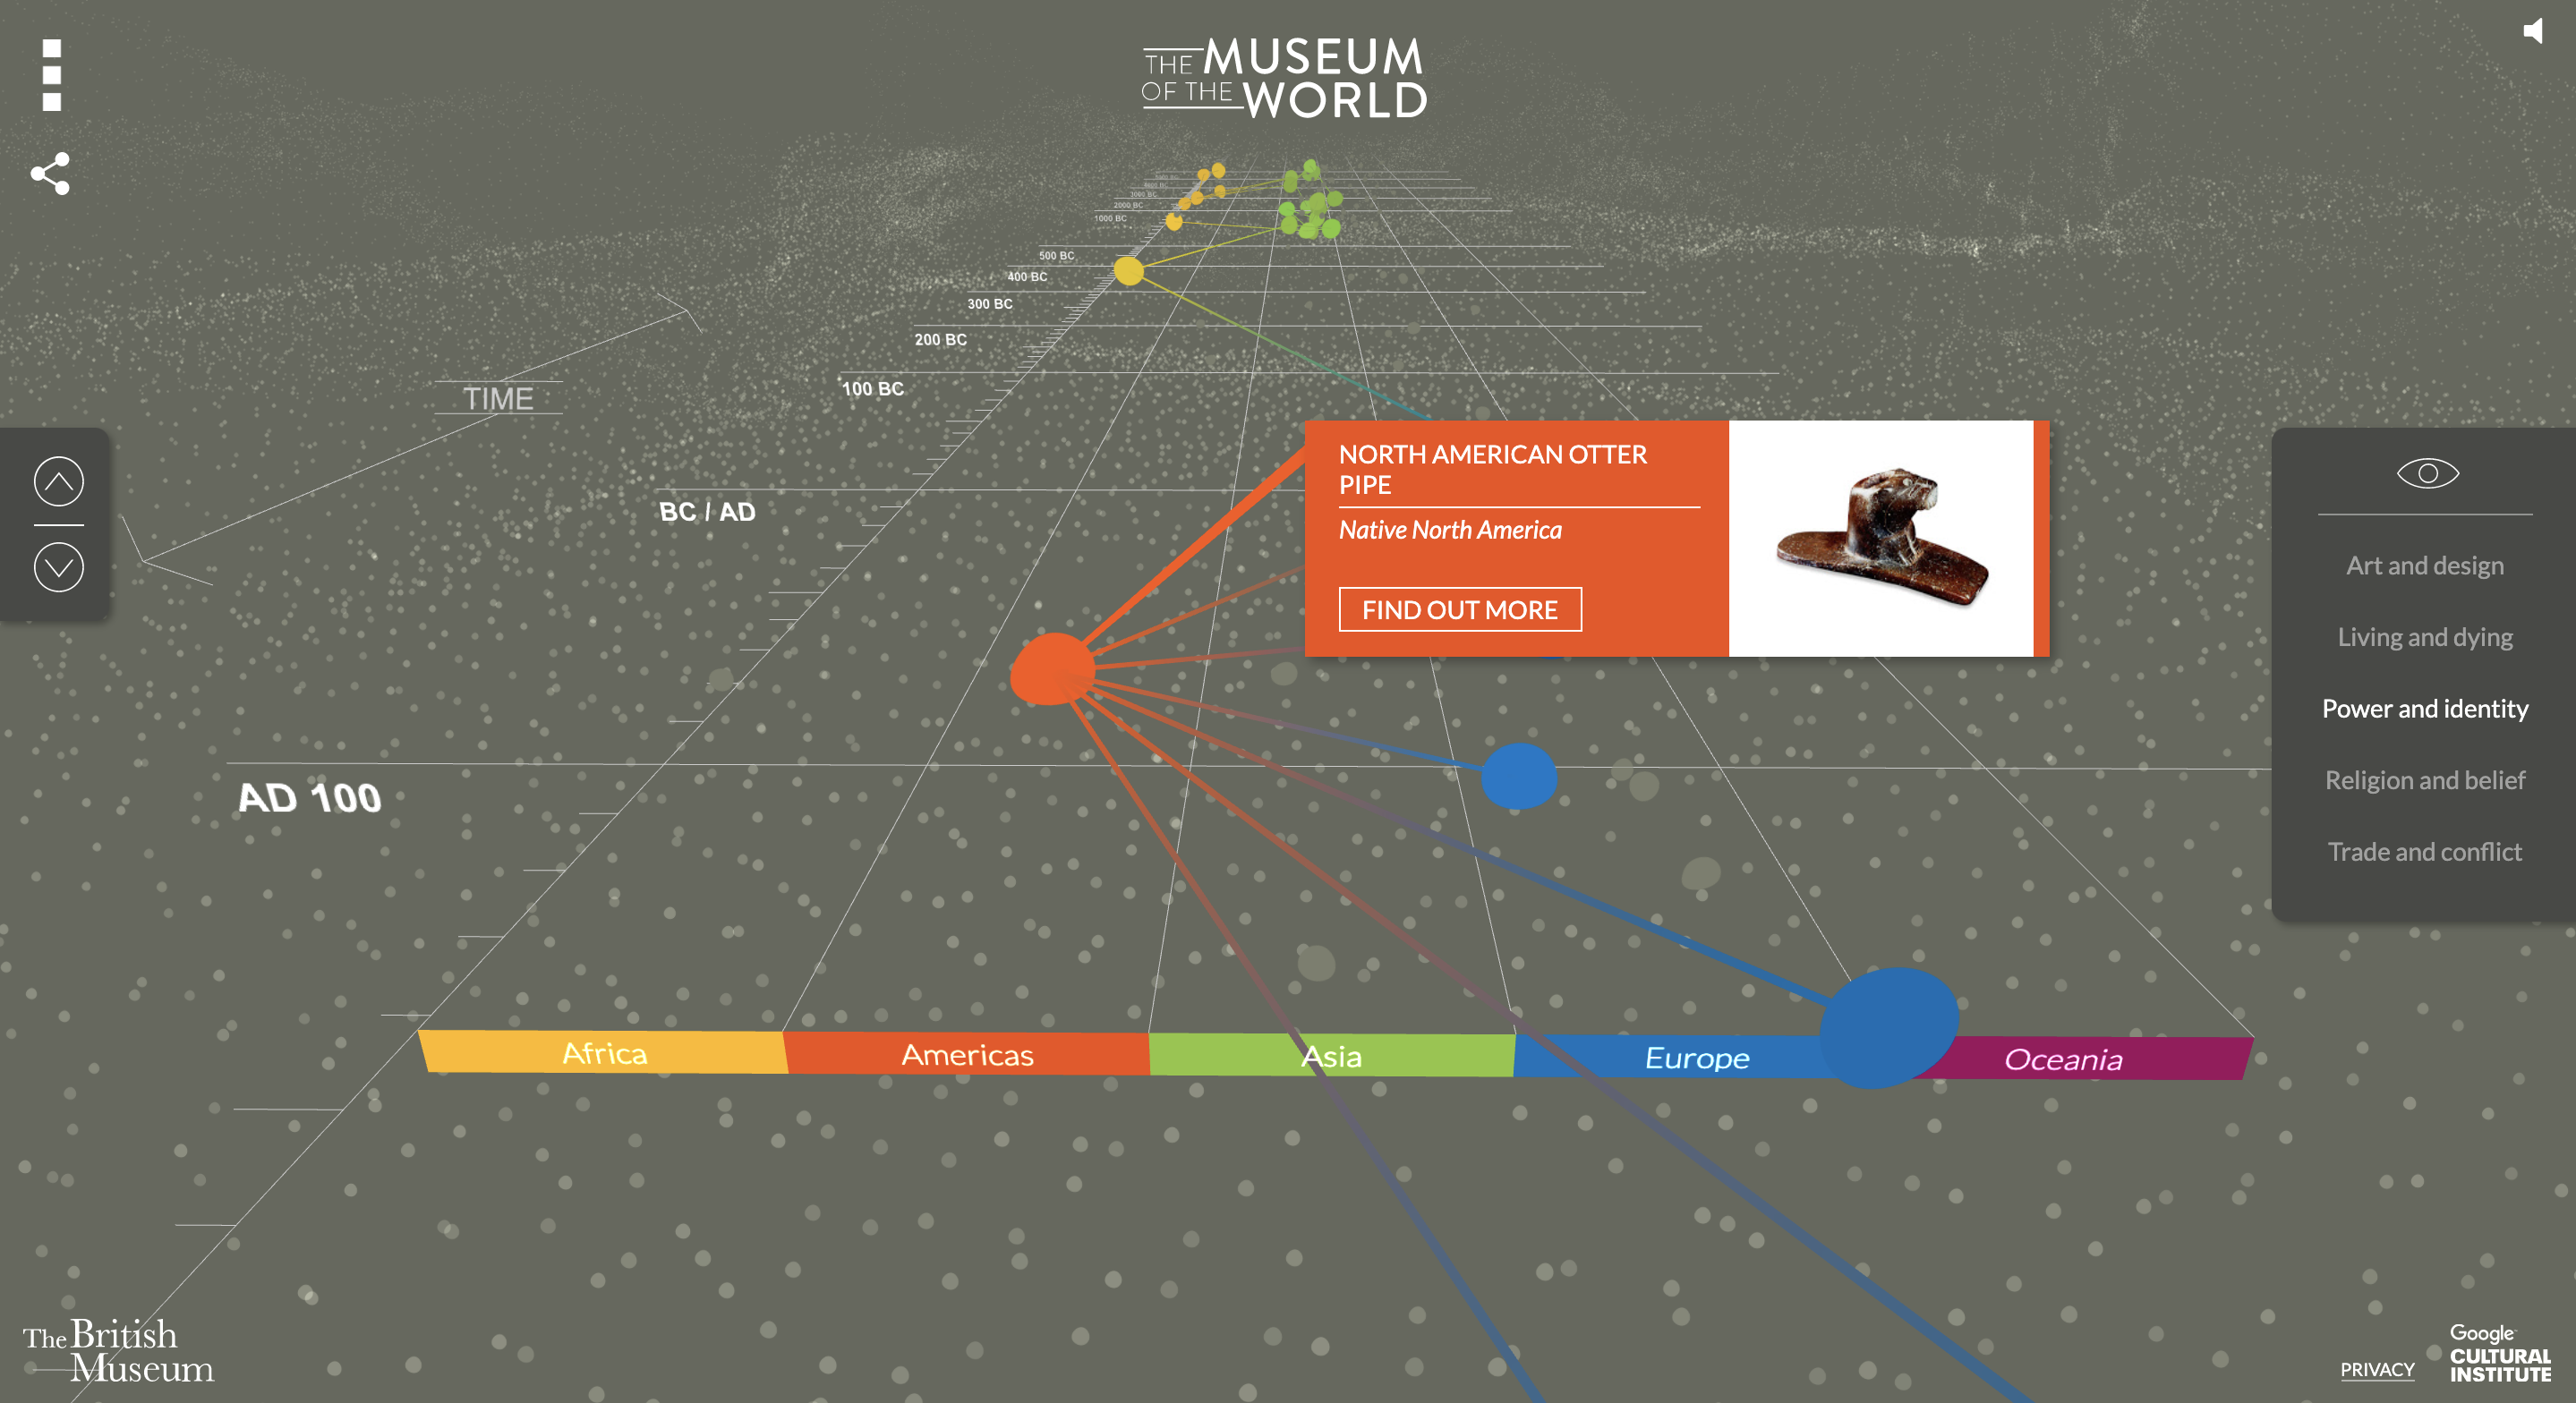 THE MUSEUM
OF THE WORLD
3000 BC
2000 BC
1000 BC
500 BC
400 BC
300 BC
200 BC
100 BC
TIME
BC / AD
AD 100
NORTH AMERICAN OTTER
PIPE
Native North America
FIND OUT MORE
Art and design
Living and dying
Power and identity
Religion and belief
Trade and conflict
Africa
Americas
Asia
Europe
Oceania
The British
Museum
PRIVACY
Google
CULTURAL
INSTITUTE